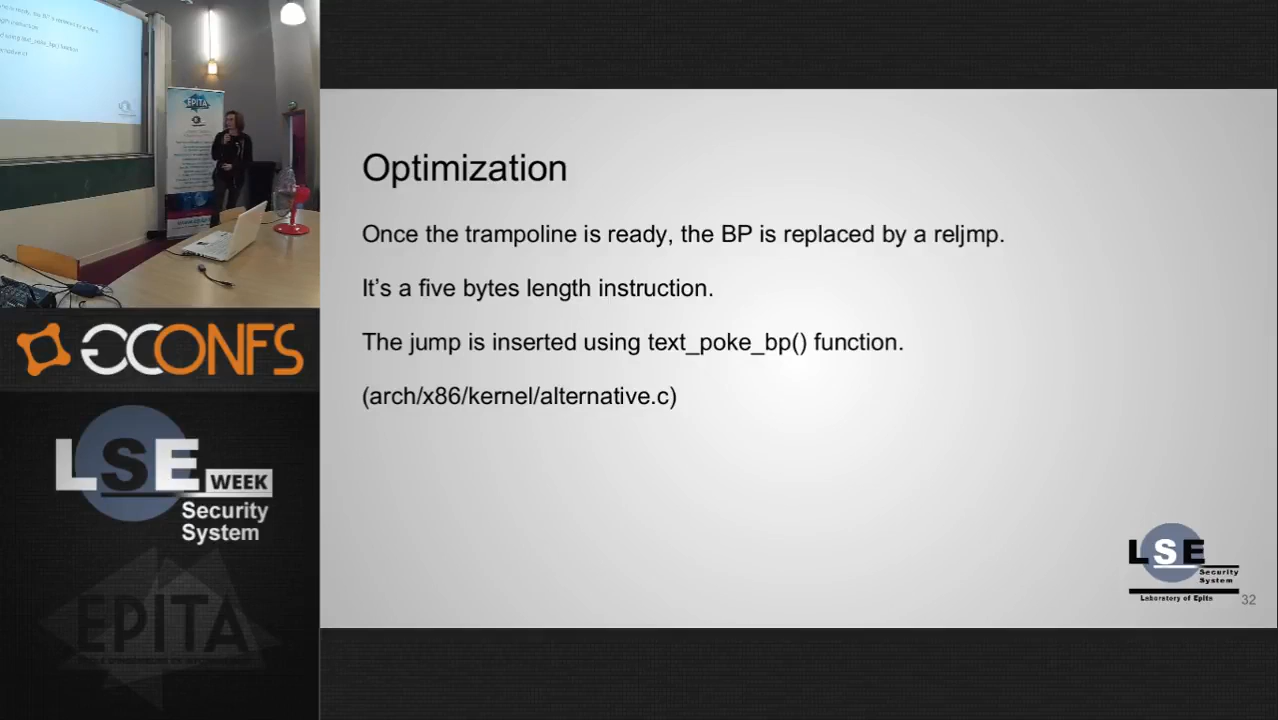 Optimization
Once the trampoline is ready, the BP is replaced by a reljmp.
It's a five bytes length instruction.
The jump is inserted using text_poke_bp() function.
(arch/x86/kernel/alternative.c)
LSE
Security
System
Laboratory of Epita
32
EPITA
GCONFS
LSE WEEK
Security
System
EPITA